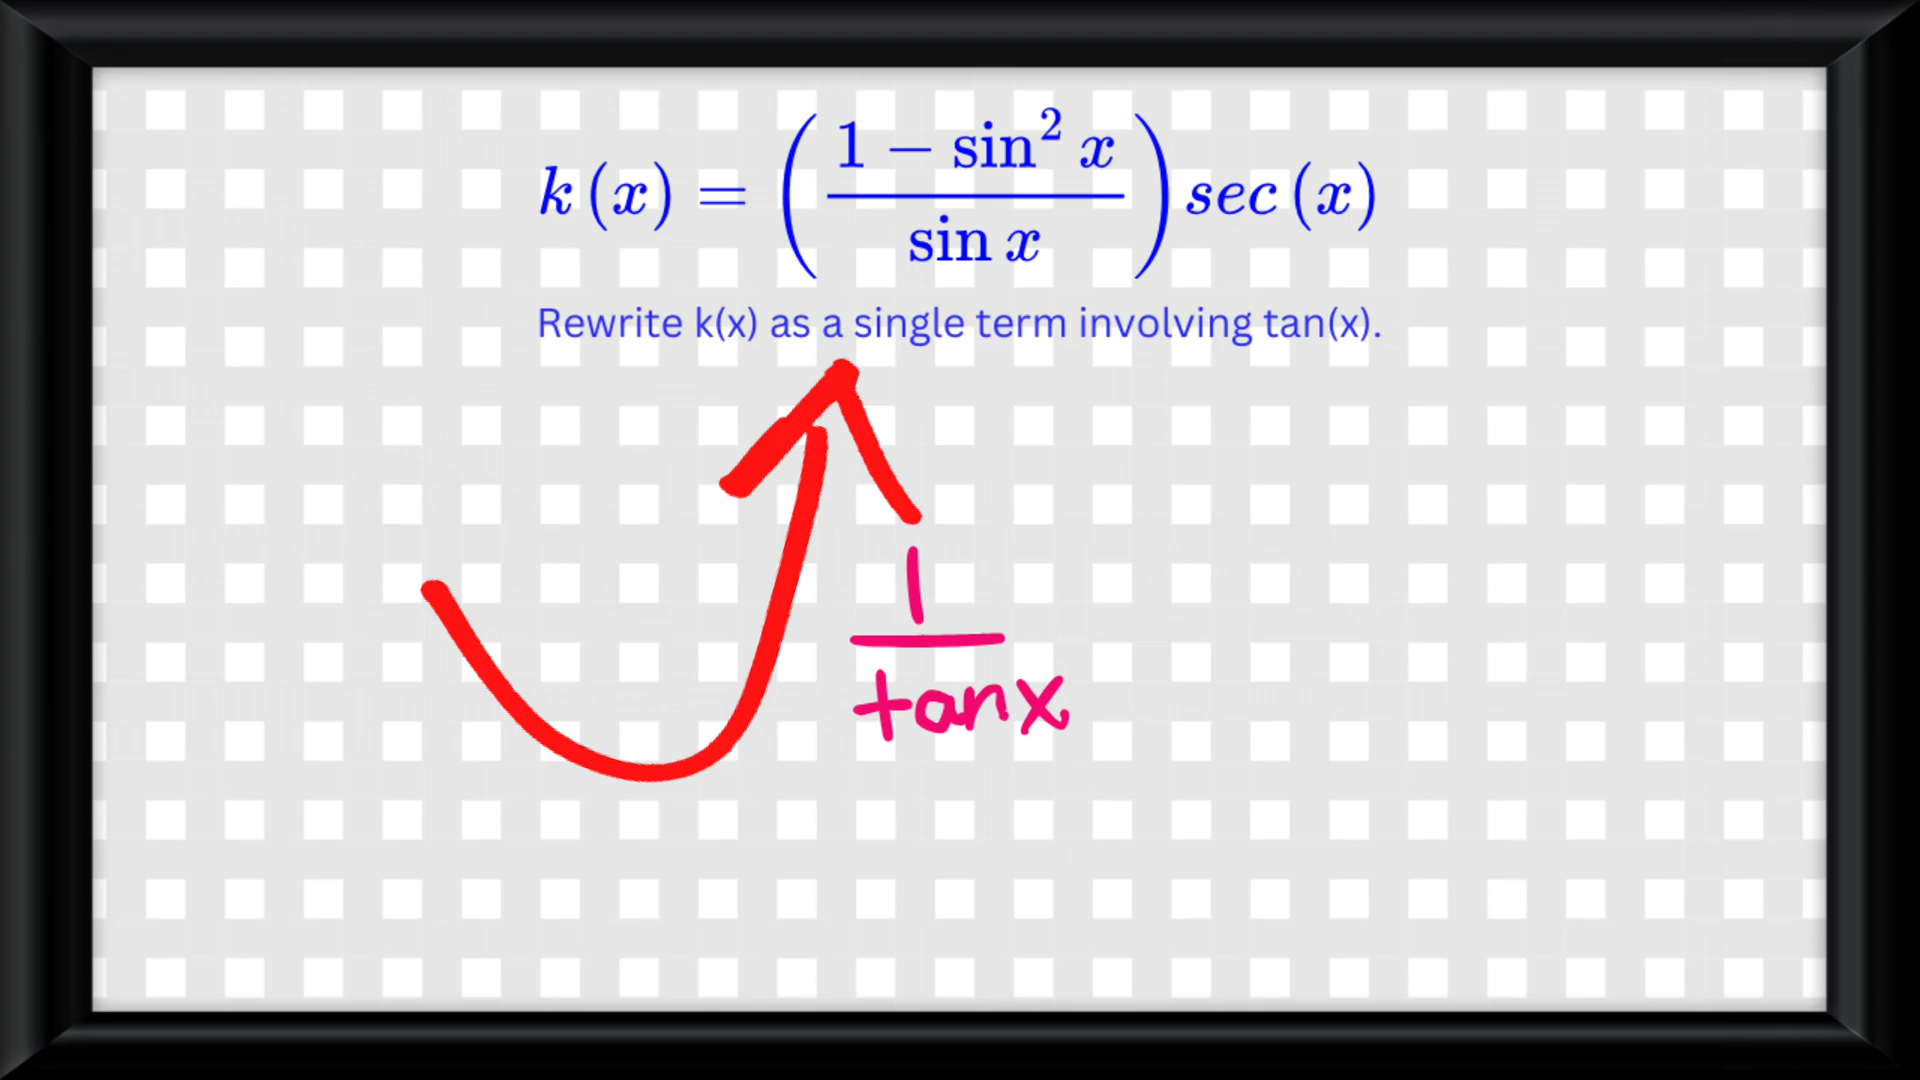 k(x) = ((1 − sin² x)/(sin x)) sec(x)
Rewrite k(x) as a single term involving tan(x).
1
tanx